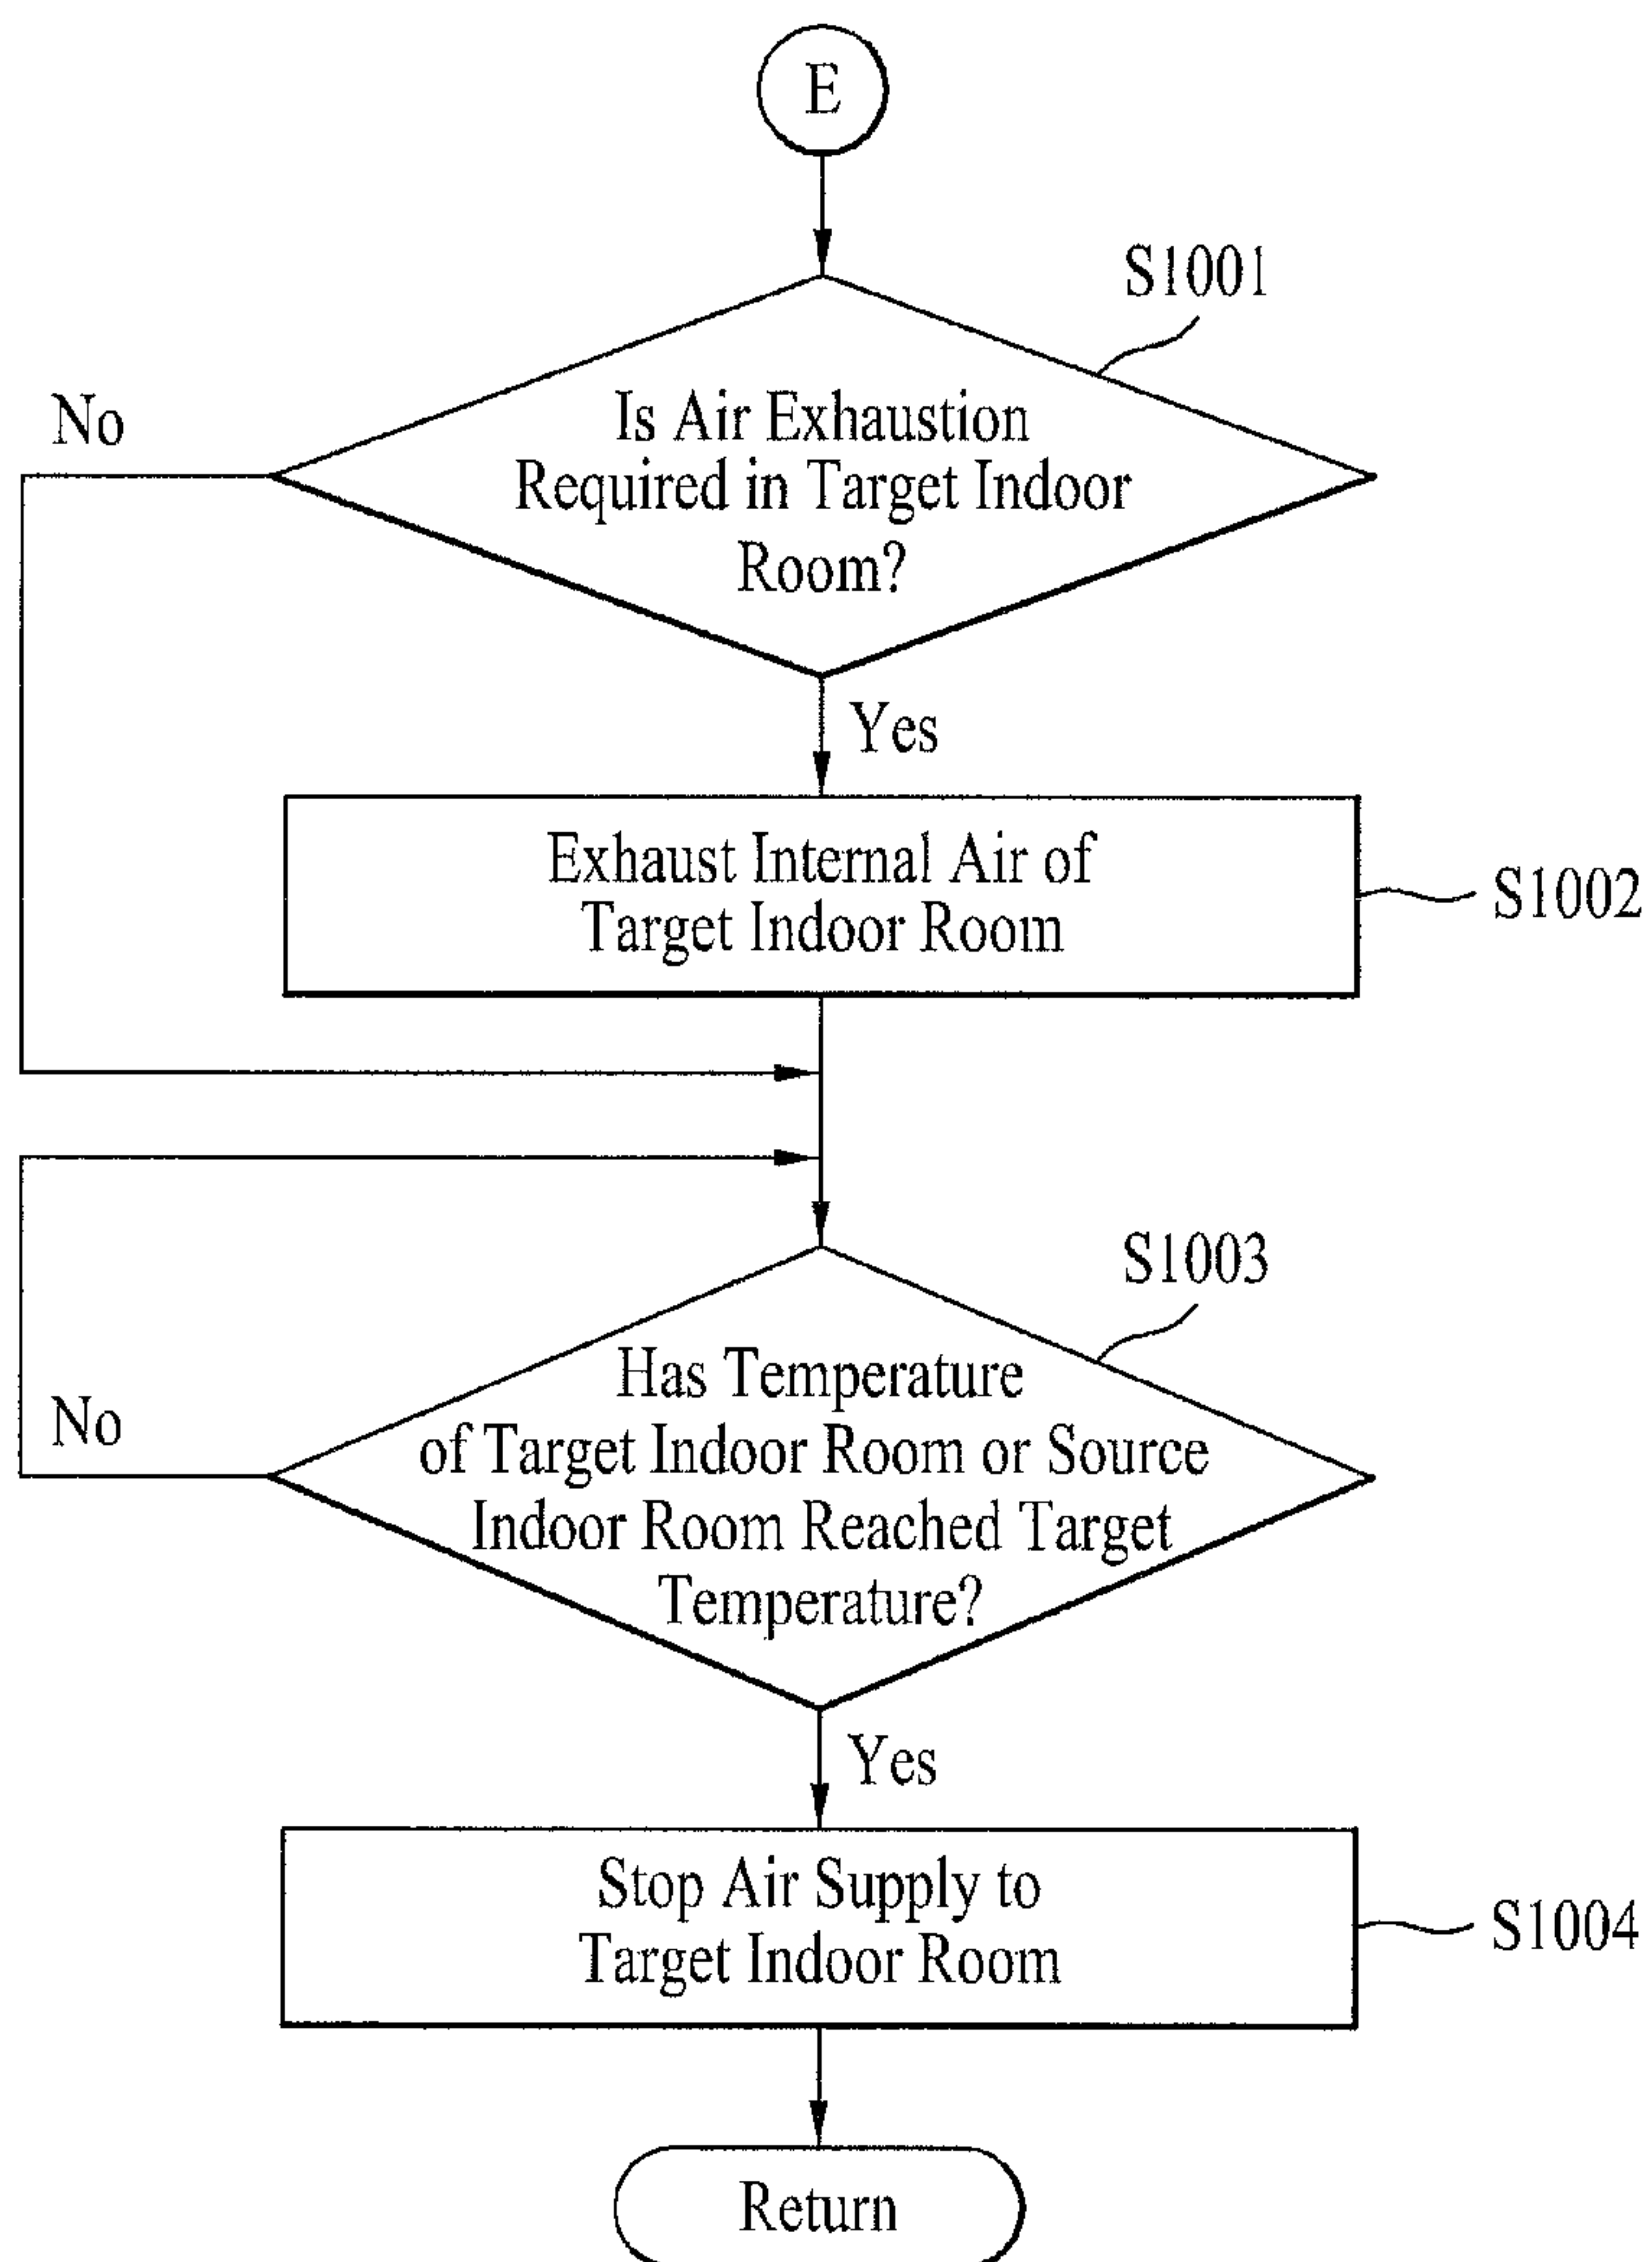 E
S1001
No
Is Air Exhaustion
Required in Target Indoor
Room?
Yes
Exhaust Internal Air of
Target Indoor Room
S1002
S1003
Has Temperature
of Target Indoor Room or Source
Indoor Room Reached Target
Temperature?
No
Yes
Stop Air Supply to
Target Indoor Room
S1004
Return